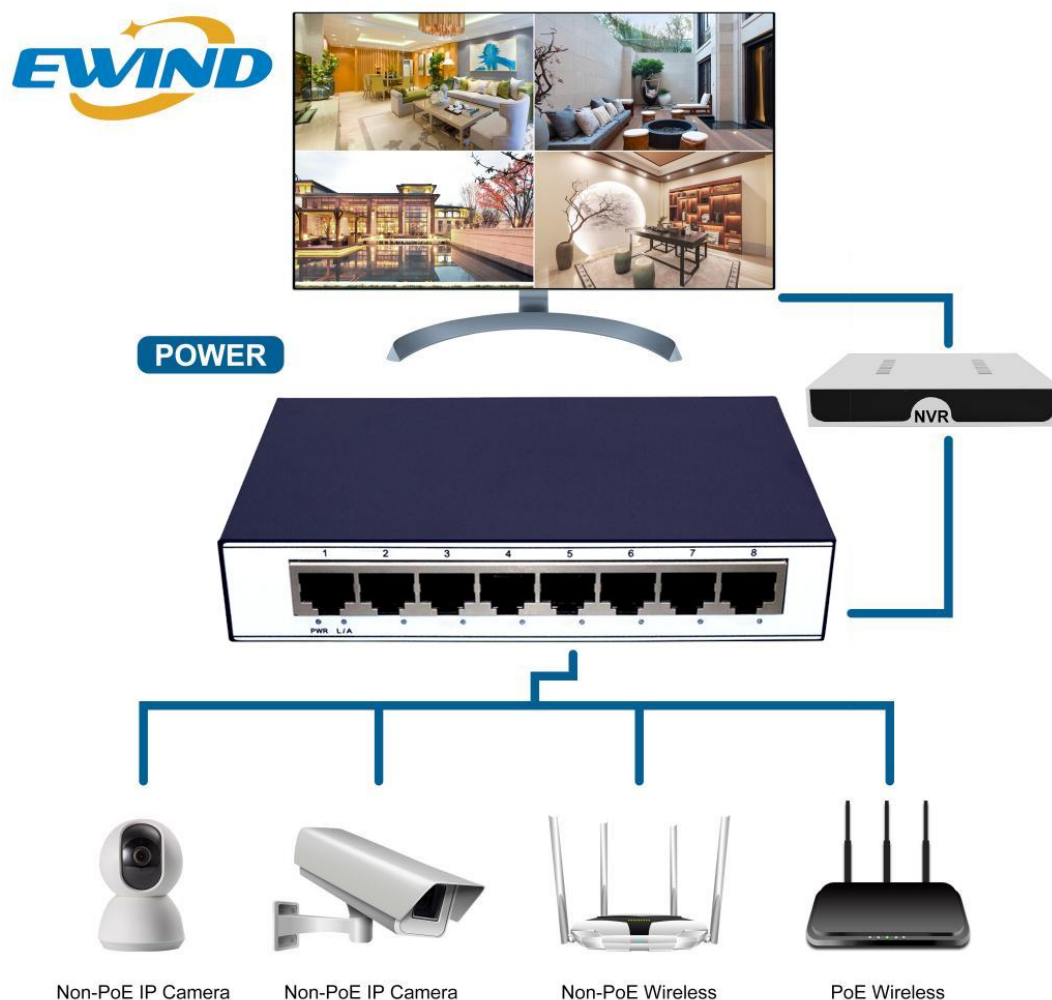 EWIND
POWER
NVR
1 2 3 4 5 6 7 8
PWR L/A
Non-PoE IP Camera Non-PoE IP Camera Non-PoE Wireless PoE Wireless